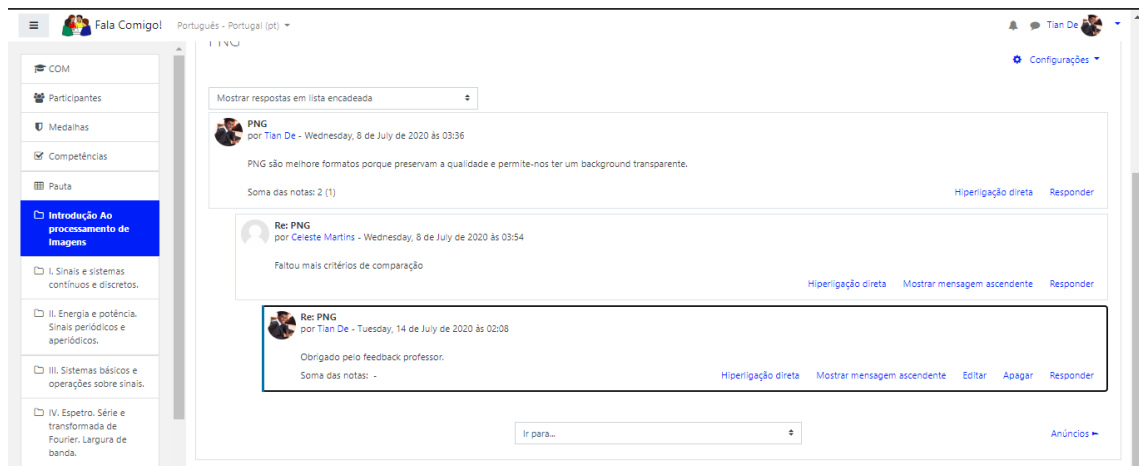 Fala Comigo!
Português - Portugal (pt)
Tian De
COM
Participantes
Medalhas
Competências
Pauta
Introdução Ao
processamento de
Imagens
I. Sinais e sistemas
contínuos e discretos.
II. Energia e potência.
Sinais periódicos e
aperiódicos.
III. Sistemas básicos e
operações sobre sinais.
IV. Espetro. Série e
transformada de
Fourier. Largura de
banda.
PNG
Configurações
Mostrar respostas em lista encadeada
PNG
por Tian De - Wednesday, 8 de July de 2020 às 03:36
PNG são melhore formatos porque preservam a qualidade e permite-nos ter um background transparente.
Soma das notas: 2 (1)
Hiperligação direta Responder
Re: PNG
por Celeste Martins - Wednesday, 8 de July de 2020 às 03:54
Faltou mais critérios de comparação
Hiperligação direta Mostrar mensagem ascendente Responder
Re: PNG
por Tian De - Tuesday, 14 de July de 2020 às 02:08
Obrigado pelo feedback professor.
Soma das notas: -
Hiperligação direta Mostrar mensagem ascendente Editar Apagar Responder
Ir para...
Anúncios